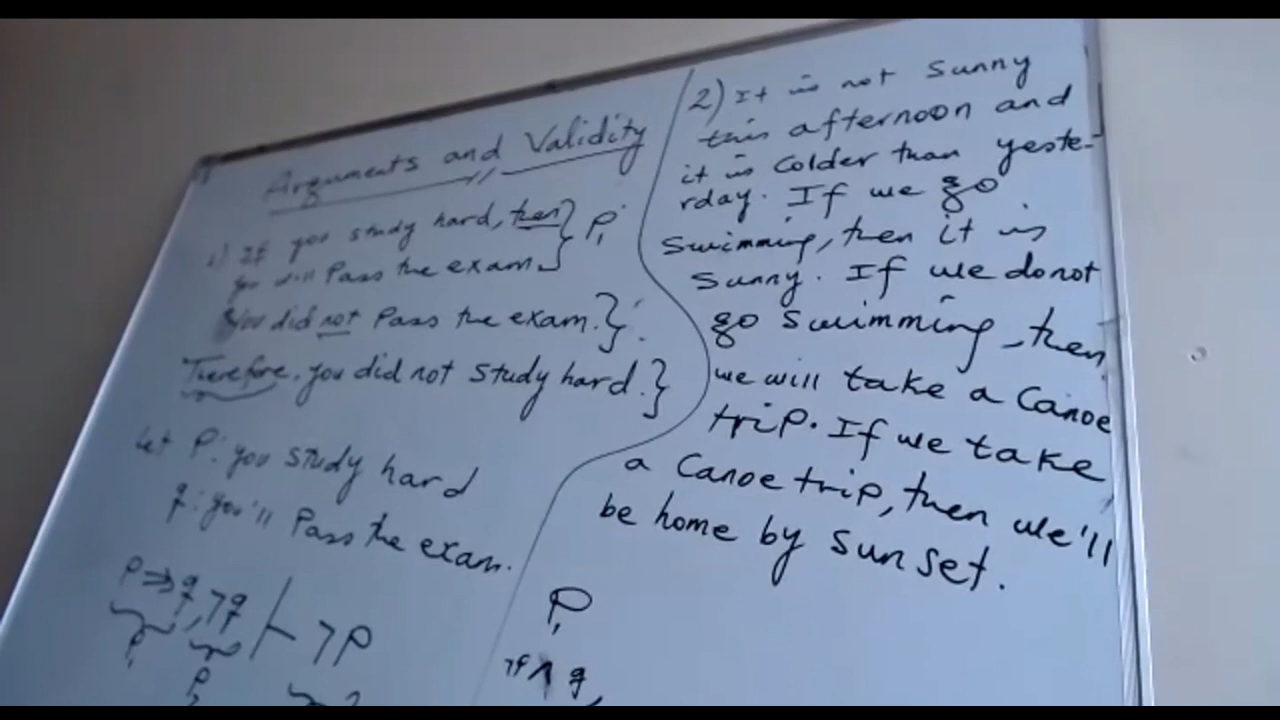 Arguments and Validity
1) If you study hard, then } P1
you will Pass the exam.
You did not Pass the exam.}
Therefore, you did not study hard.}
Let P: you study hard
q: you'll Pass the exam.
P⇒q, ¬q ⊢ ¬P
P1 P2
2) It is not sunny
this afternoon and
it is colder than yeste-
rday. If we go
swimming, then it is
sunny. If we do not
go swimming, then
we will take a Canoe
trip. If we take
a Canoe trip, then we'll
be home by sunset.
P1
¬P ∧ q,